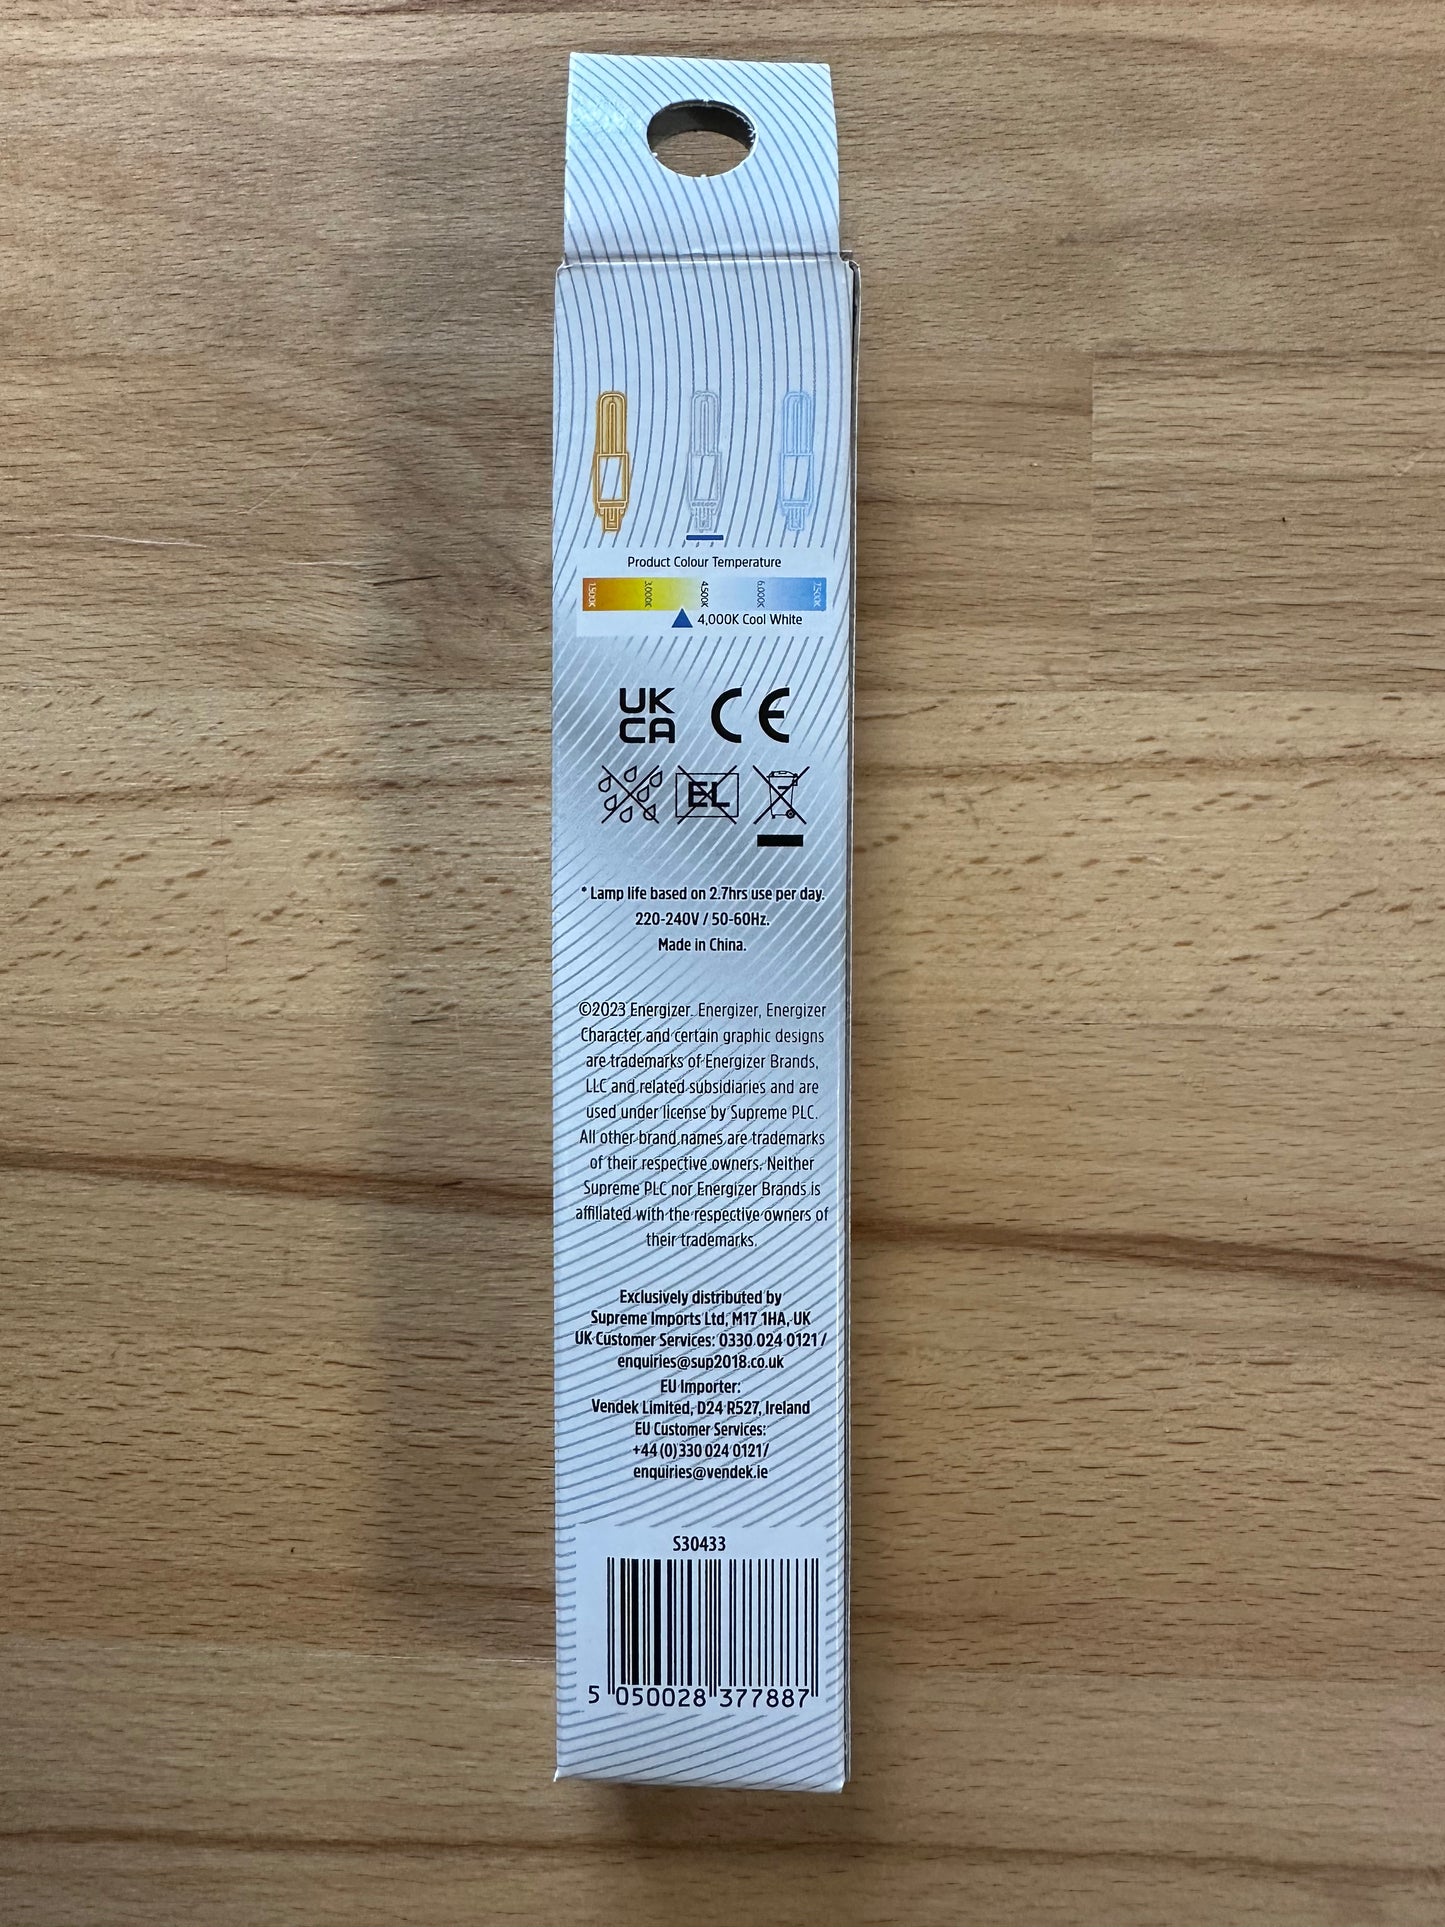 Product Colour Temperature
1,500K 3,000K 4,500K 6,000K 7,500K
4,000K Cool White
UK
CA
CE
EL
* Lamp life based on 2.7hrs use per day.
220-240V / 50-60Hz.
Made in China.
©2023 Energizer. Energizer, Energizer
Character and certain graphic designs
are trademarks of Energizer Brands,
LLC and related subsidiaries and are
used under license by Supreme PLC.
All other brand names are trademarks
of their respective owners. Neither
Supreme PLC nor Energizer Brands is
affiliated with the respective owners of
their trademarks.
Exclusively distributed by
Supreme Imports Ltd, M17 1HA, UK
UK Customer Services: 0330 024 0121 /
enquiries@sup2018.co.uk
EU Importer:
Vendek Limited, D24 R527, Ireland
EU Customer Services:
+44 (0)330 024 0121/
enquiries@vendek.ie
S30433
5 050028 377887